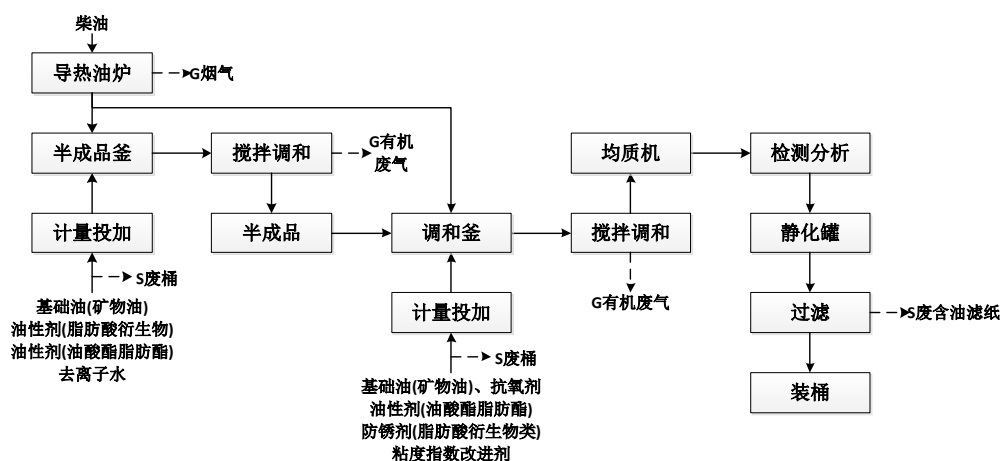 柴油
导热油炉
G烟气
半成品釜
搅拌调和
G有机
废气
均质机
检测分析
计量投加
半成品
调和釜
搅拌调和
静化罐
S废桶
基础油(矿物油)
油性剂(脂肪酸衍生物)
油性剂(油酸酯脂肪酯)
去离子水
G有机废气
计量投加
过滤
S废含油滤纸
S废桶
基础油(矿物油)、抗氧剂
油性剂(油酸酯脂肪酯)
防锈剂(脂肪酸衍生物类)
粘度指数改进剂
装桶